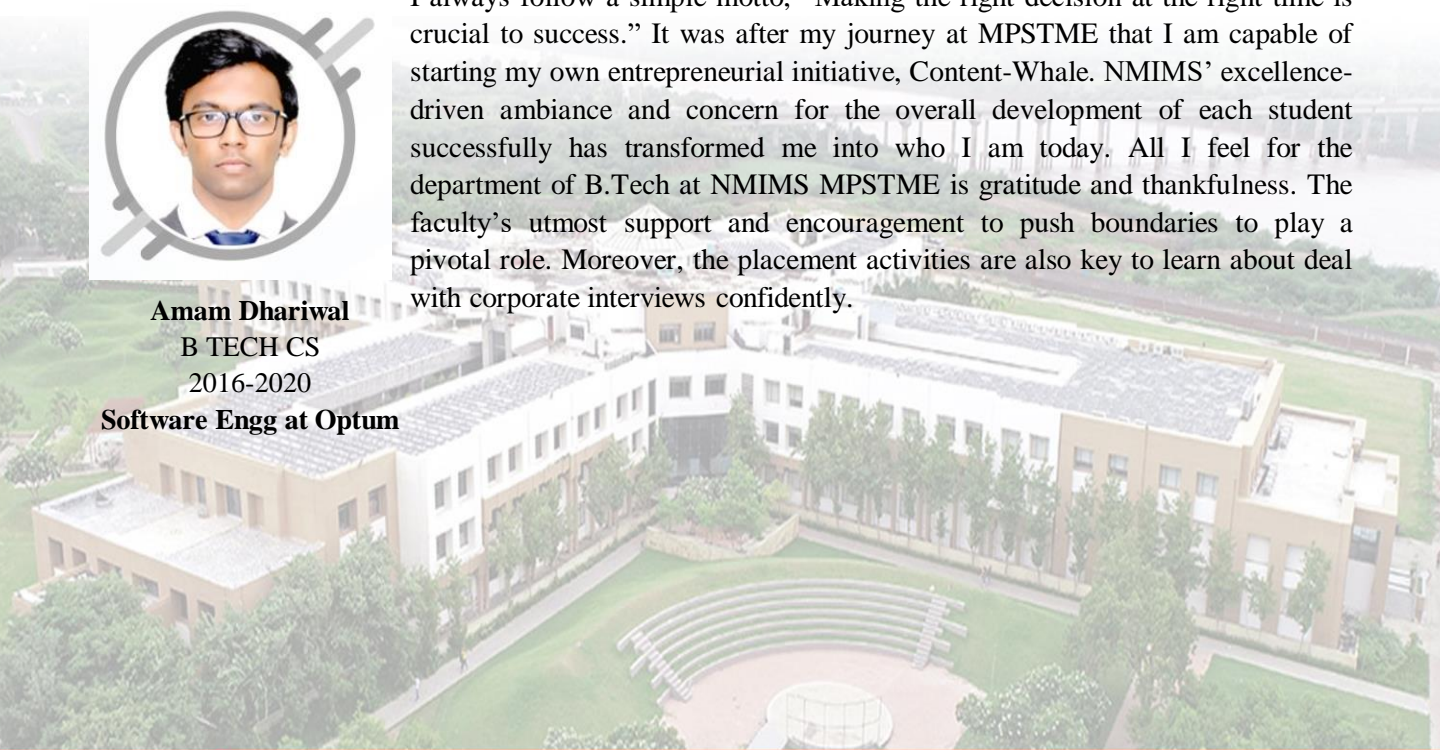 I always follow a simple motto, “Making the right decision at the right time is
crucial to success.” It was after my journey at MPSTME that I am capable of
starting my own entrepreneurial initiative, Content-Whale. NMIMS’ excellence-
driven ambiance and concern for the overall development of each student
successfully has transformed me into who I am today. All I feel for the
department of B.Tech at NMIMS MPSTME is gratitude and thankfulness. The
faculty’s utmost support and encouragement to push boundaries to play a
pivotal role. Moreover, the placement activities are also key to learn about deal
with corporate interviews confidently.
Amam Dhariwal
B TECH CS
2016-2020
Software Engg at Optum